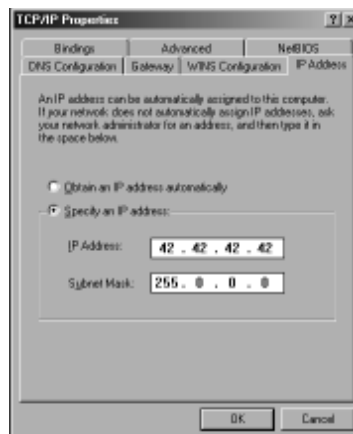 TCP/IP Properties
Bindings Advanced NetBIOS
DNS Configuration Gateway WINS Configuration IP Address
An IP address can be automatically assigned to this computer.
If your network does not automatically assign IP addresses, ask
your network administrator for an address, and then type it in
the space below.
Obtain an IP address automatically
Specify an IP address:
IP Address: 42 . 42 . 42 . 42
Subnet Mask: 255 . 0 . 0 . 0
OK Cancel